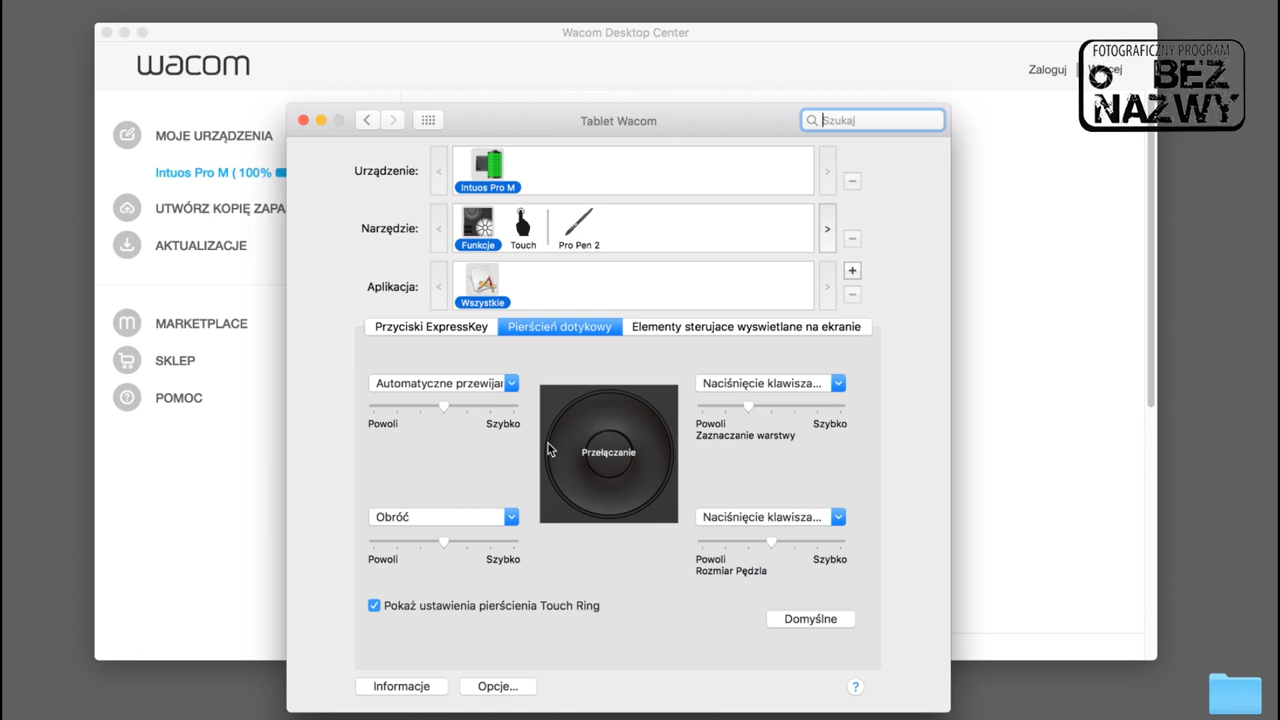 Wacom Desktop Center
wacom
Zaloguj
FOTOGRAFICZNY PROGRAM
BEZ
NAZWY
MOJE URZĄDZENIA
Intuos Pro M ( 100%
UTWÓRZ KOPIĘ ZAPA
AKTUALIZACJE
MARKETPLACE
SKLEP
POMOC
Tablet Wacom
Szukaj
Urządzenie:
Intuos Pro M
Narzędzie:
Funkcje
Touch
Pro Pen 2
Aplikacja:
Wszystkie
Przyciski ExpressKey
Pierścień dotykowy
Elementy sterujace wyswietlane na ekranie
Automatyczne przewijan
Powoli
Szybko
Naciśnięcie klawisza...
Powoli
Szybko
Zaznaczanie warstwy
Przełączanie
Obróć
Powoli
Szybko
Naciśnięcie klawisza...
Powoli
Szybko
Rozmiar Pędzla
Pokaż ustawienia pierścienia Touch Ring
Domyślne
Informacje
Opcje...
?